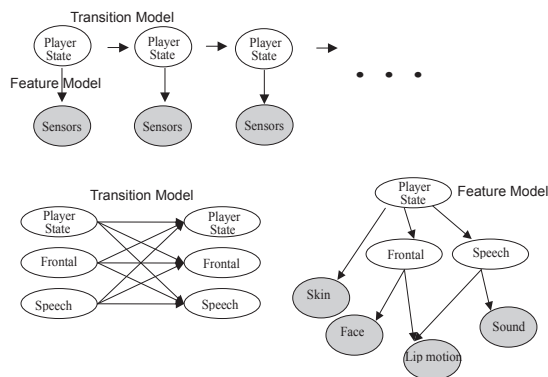 Transition Model
Player
State
Player
State
Player
State
Feature Model
Sensors
Sensors
Sensors
Transition Model
Player
State
Player
State
Frontal
Frontal
Speech
Speech
Player
State
Feature Model
Frontal
Speech
Skin
Face
Lip motion
Sound